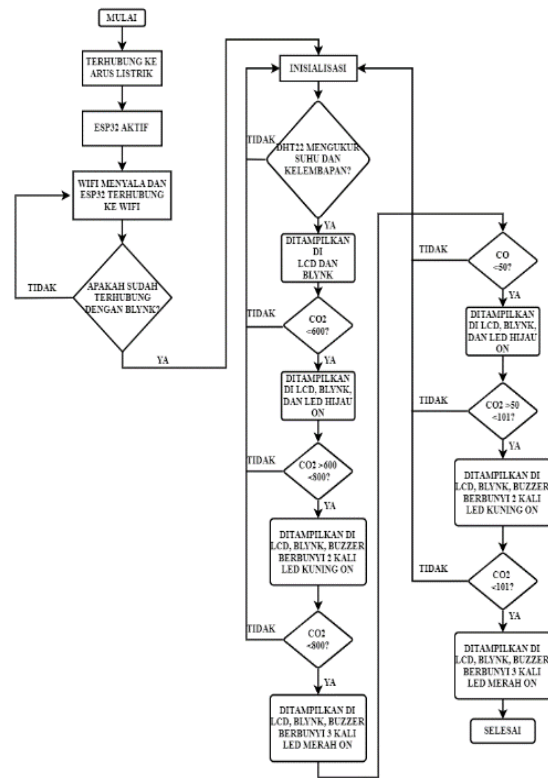 MULAI
TERHUBUNG KE
ARUS LISTRIK
ESP32 AKTIF
WIFI MENYALA DAN
ESP32 TERHUBUNG
KE WIFI
TIDAK
APAKAH SUDAH
TERHUBUNG
DENGAN BLYNK?
YA
INISIALISASI
TIDAK
DHT22 MENGUKUR
SUHU DAN
KELEMBAPAN?
YA
DITAMPILKAN
DI
LCD DAN
BLYNK
TIDAK
CO2
<600?
YA
DITAMPILKAN
DI LCD, BLYNK,
DAN LED HIJAU
ON
TIDAK
CO2 >600
<800?
YA
DITAMPILKAN DI
LCD, BLYNK, BUZZER
BERBUNYI 2 KALI
LED KUNING ON
TIDAK
CO2
<800?
YA
DITAMPILKAN DI
LCD, BLYNK, BUZZER
BERBUNYI 3 KALI
LED MERAH ON
TIDAK
CO
<50?
YA
DITAMPILKAN
DI LCD, BLYNK,
DAN LED HIJAU
ON
TIDAK
CO2 >50
<101?
YA
DITAMPILKAN DI
LCD, BLYNK, BUZZER
BERBUNYI 2 KALI
LED KUNING ON
TIDAK
CO2
<101?
YA
DITAMPILKAN DI
LCD, BLYNK, BUZZER
BERBUNYI 3 KALI
LED MERAH ON
SELESAI